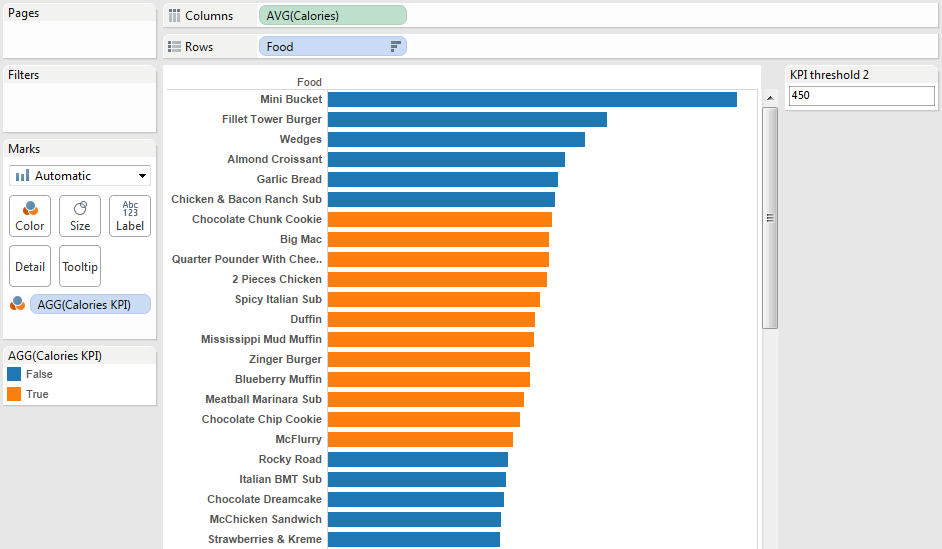 Pages
Columns
AVG(Calories)
Rows
Food
Filters
Marks
Automatic
Color
Size
Abc
123
Label
Detail
Tooltip
AGG(Calories KPI)
AGG(Calories KPI)
False
True
Food
Mini Bucket
Fillet Tower Burger
Wedges
Almond Croissant
Garlic Bread
Chicken & Bacon Ranch Sub
Chocolate Chunk Cookie
Big Mac
Quarter Pounder With Chee..
2 Pieces Chicken
Spicy Italian Sub
Duffin
Mississippi Mud Muffin
Zinger Burger
Blueberry Muffin
Meatball Marinara Sub
Chocolate Chip Cookie
McFlurry
Rocky Road
Italian BMT Sub
Chocolate Dreamcake
McChicken Sandwich
Strawberries & Kreme
KPI threshold 2
450